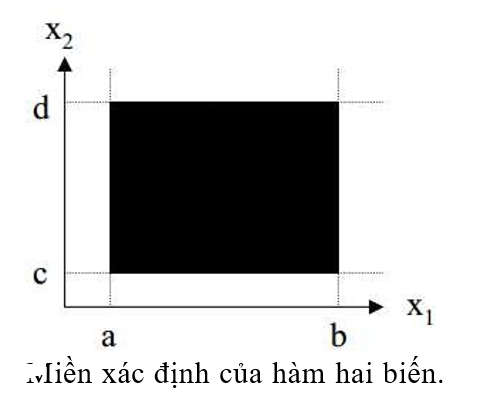 x2
d
c
x1
a b
Miền xác định của hàm hai biến.